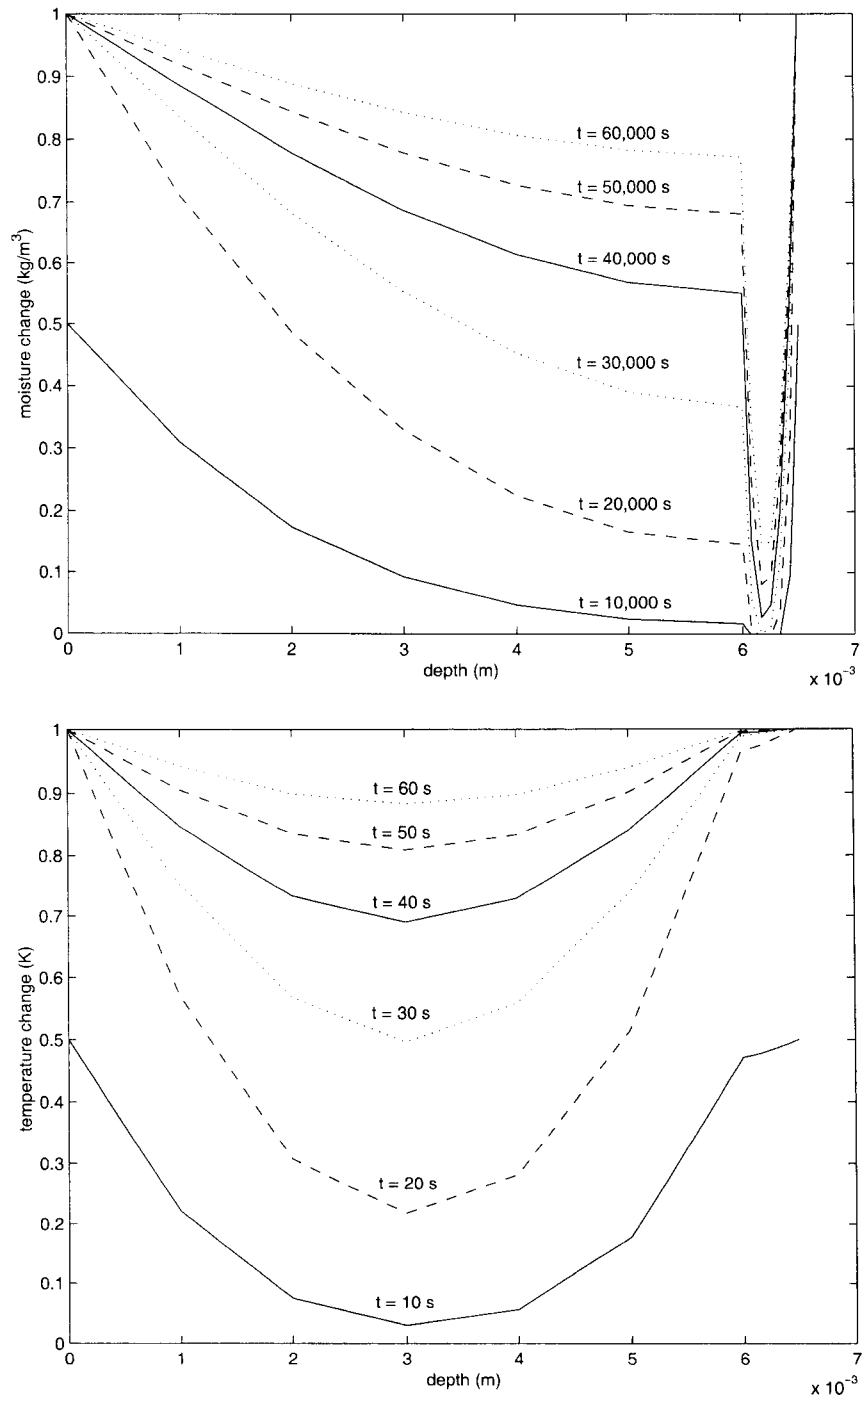 1
0.9
0.8
0.7
0.6
0.5
0.4
0.3
0.2
0.1
0
moisture change (kg/m³)
t = 60,000 s
t = 50,000 s
t = 40,000 s
t = 30,000 s
t = 20,000 s
t = 10,000 s
0 1 2 3 4 5 6 7
depth (m)
x 10⁻³
1
0.9
0.8
0.7
0.6
0.5
0.4
0.3
0.2
0.1
0
temperature change (K)
t = 60 s
t = 50 s
t = 40 s
t = 30 s
t = 20 s
t = 10 s
0 1 2 3 4 5 6 7
depth (m)
x 10⁻³